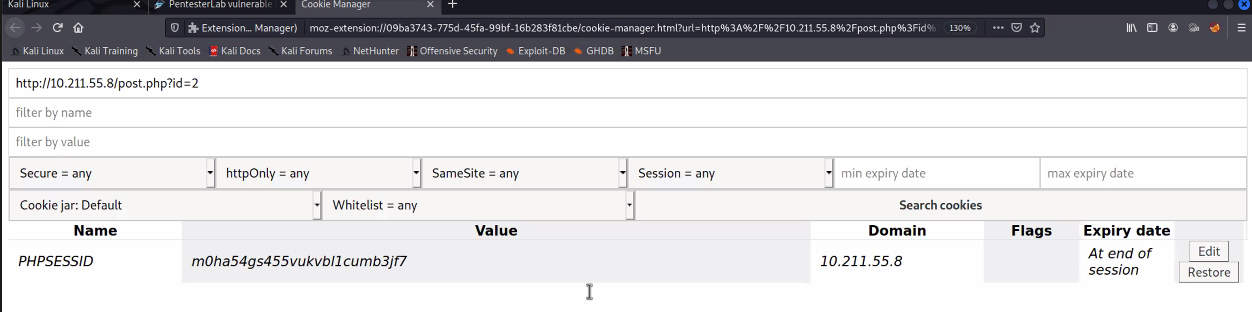 Kali Linux
PentesterLab vulnerable
Cookie Manager
Extension... Manager)
moz-extension://09ba3743-775d-45fa-99bf-16b283f81cbe/cookie-manager.html?url=http%3A%2F%2F10.211.55.8%2Fpost.php%3Fid%
130%
Kali Linux
Kali Training
Kali Tools
Kali Docs
Kali Forums
NetHunter
Offensive Security
Exploit-DB
GHDB
MSFU
http://10.211.55.8/post.php?id=2
filter by name
filter by value
Secure = any
httpOnly = any
SameSite = any
Session = any
min expiry date
max expiry date
Cookie jar: Default
Whitelist = any
Search cookies
Name
Value
Domain
Flags
Expiry date
PHPSESSID
m0ha54gs455vukvbl1cumb3jf7
10.211.55.8
At end of
session
Edit
Restore